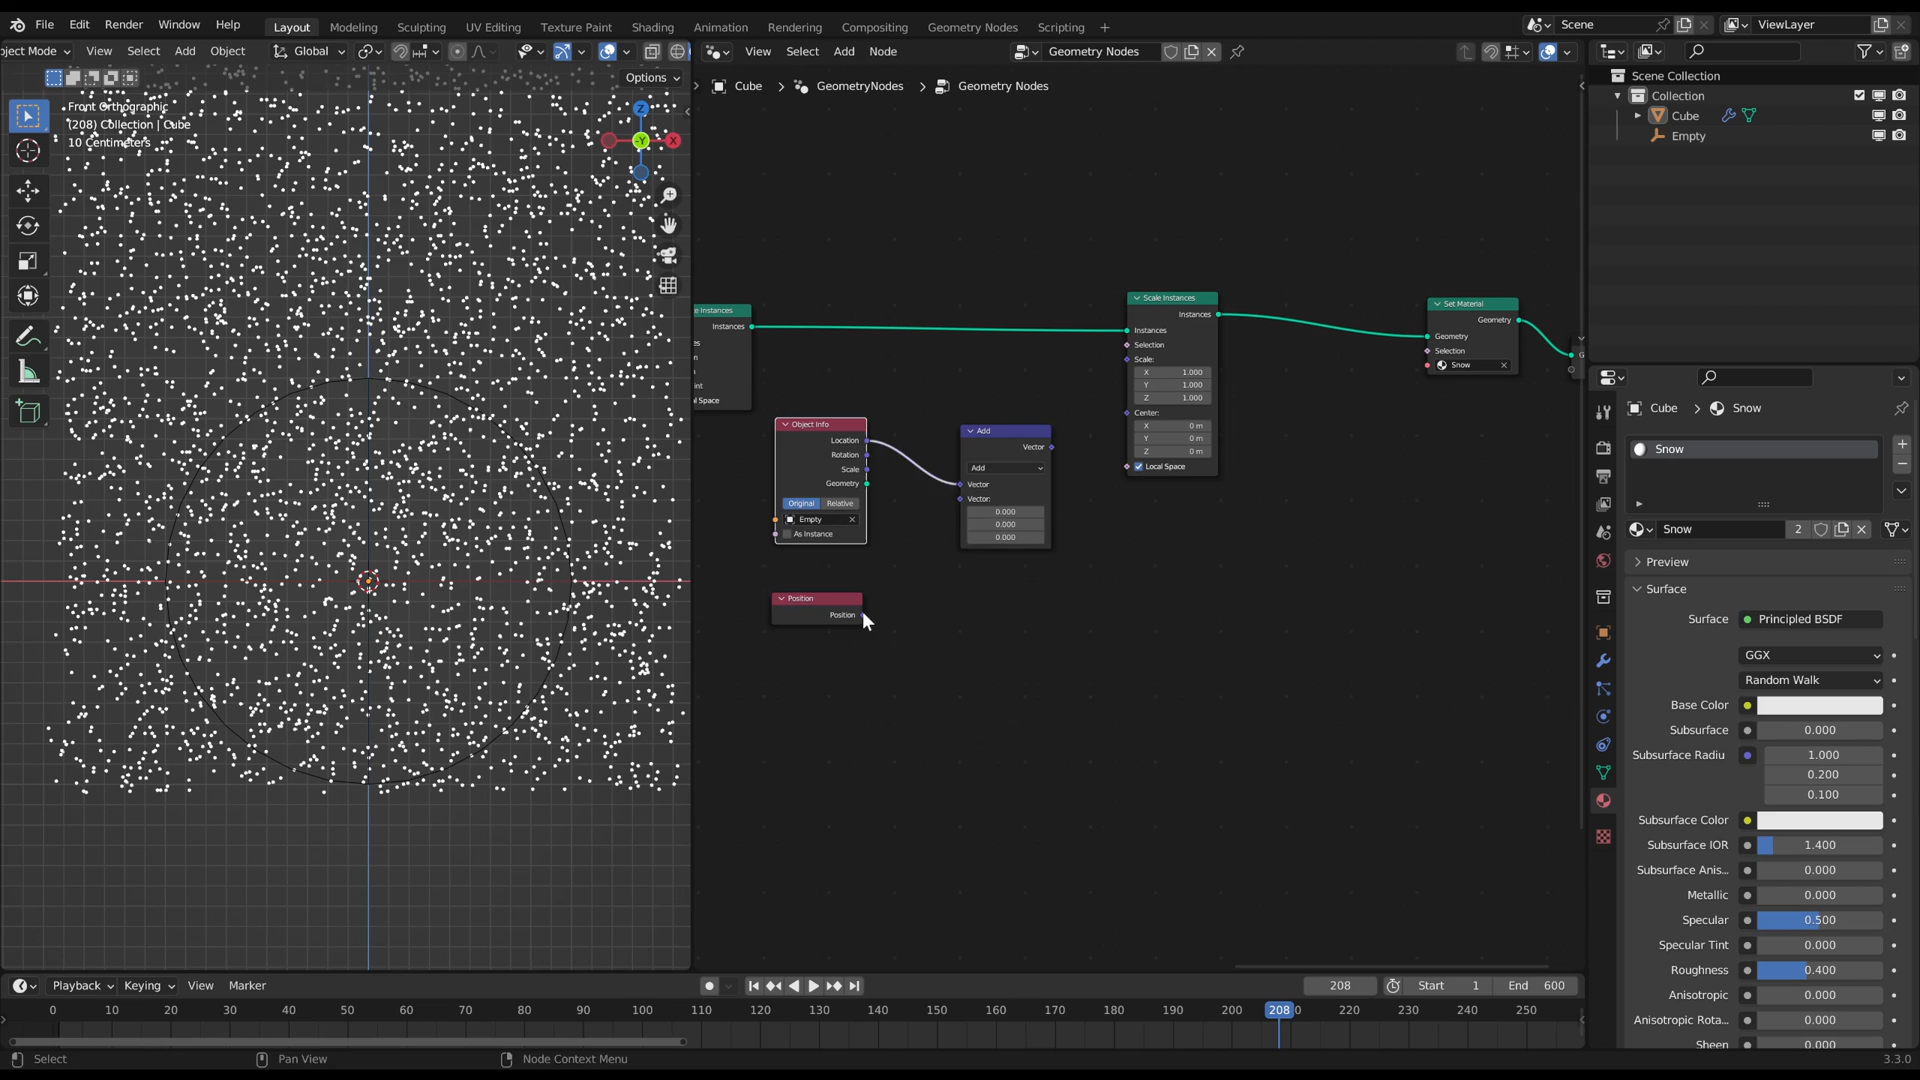 File Edit Render Window Help Layout Modeling Sculpting UV Editing Texture Paint Shading Animation Rendering Compositing Geometry Nodes Scripting + Scene ViewLayer
ject Mode View Select Add Object Global View Select Add Node Geometry Nodes
Options
Cube > GeometryNodes > Geometry Nodes
Front Orthographic
(208) Collection | Cube
10 Centimeters
Z
-Y
X
e Instances
Instances
es
n
nt
l Space
Object Info
Location
Rotation
Scale
Geometry
Original Relative
Empty
As Instance
Position
Position
Add
Vector
Add
Vector
Vector:
0.000
0.000
0.000
Scale Instances
Instances
Instances
Selection
Scale:
X 1.000
Y 1.000
Z 1.000
Center:
X 0 m
Y 0 m
Z 0 m
Local Space
Set Material
Geometry
Geometry
Selection
Snow
G
Scene Collection
Collection
Cube
Empty
Cube > Snow
Snow
Snow 2
Preview
Surface
Surface Principled BSDF
GGX
Random Walk
Base Color
Subsurface 0.000
Subsurface Radiu 1.000
0.200
0.100
Subsurface Color
Subsurface IOR 1.400
Subsurface Anis... 0.000
Metallic 0.000
Specular 0.500
Specular Tint 0.000
Roughness 0.400
Anisotropic 0.000
Anisotropic Rota... 0.000
Sheen 0.000
Playback Keying View Marker 208 Start 1 End 600
0 10 20 30 40 50 60 70 80 90 100 110 120 130 140 150 160 170 180 190 200 208 0 220 230 240 250
Select Pan View Node Context Menu 3.3.0